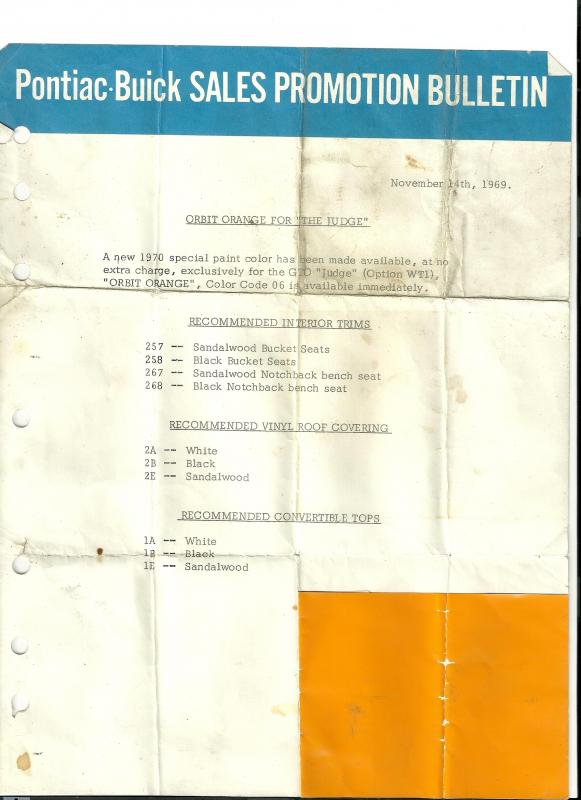 Pontiac·Buick SALES PROMOTION BULLETIN
November 14th, 1969.
ORBIT ORANGE FOR "THE JUDGE"
A new 1970 special paint color has been made available, at no
extra charge, exclusively for the GTO "Judge" (Option WT1),
"ORBIT ORANGE", Color Code 06 is available immediately.
RECOMMENDED INTERIOR TRIMS
257 -- Sandalwood Bucket Seats
258 -- Black Bucket Seats
267 -- Sandalwood Notchback bench seat
268 -- Black Notchback bench seat
RECOMMENDED VINYL ROOF COVERING
2A -- White
2B -- Black
2E -- Sandalwood
RECOMMENDED CONVERTIBLE TOPS
1A -- White
1B -- Black
1E -- Sandalwood